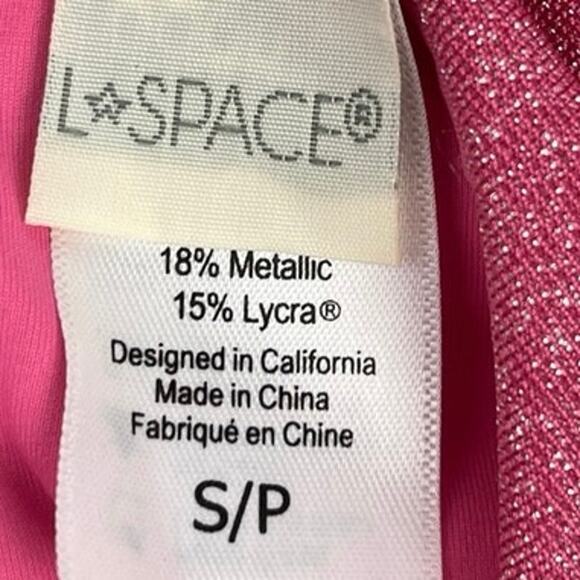 L☆SPACE®
18% Metallic
15% Lycra®
Designed in California
Made in China
Fabriqué en Chine
S/P